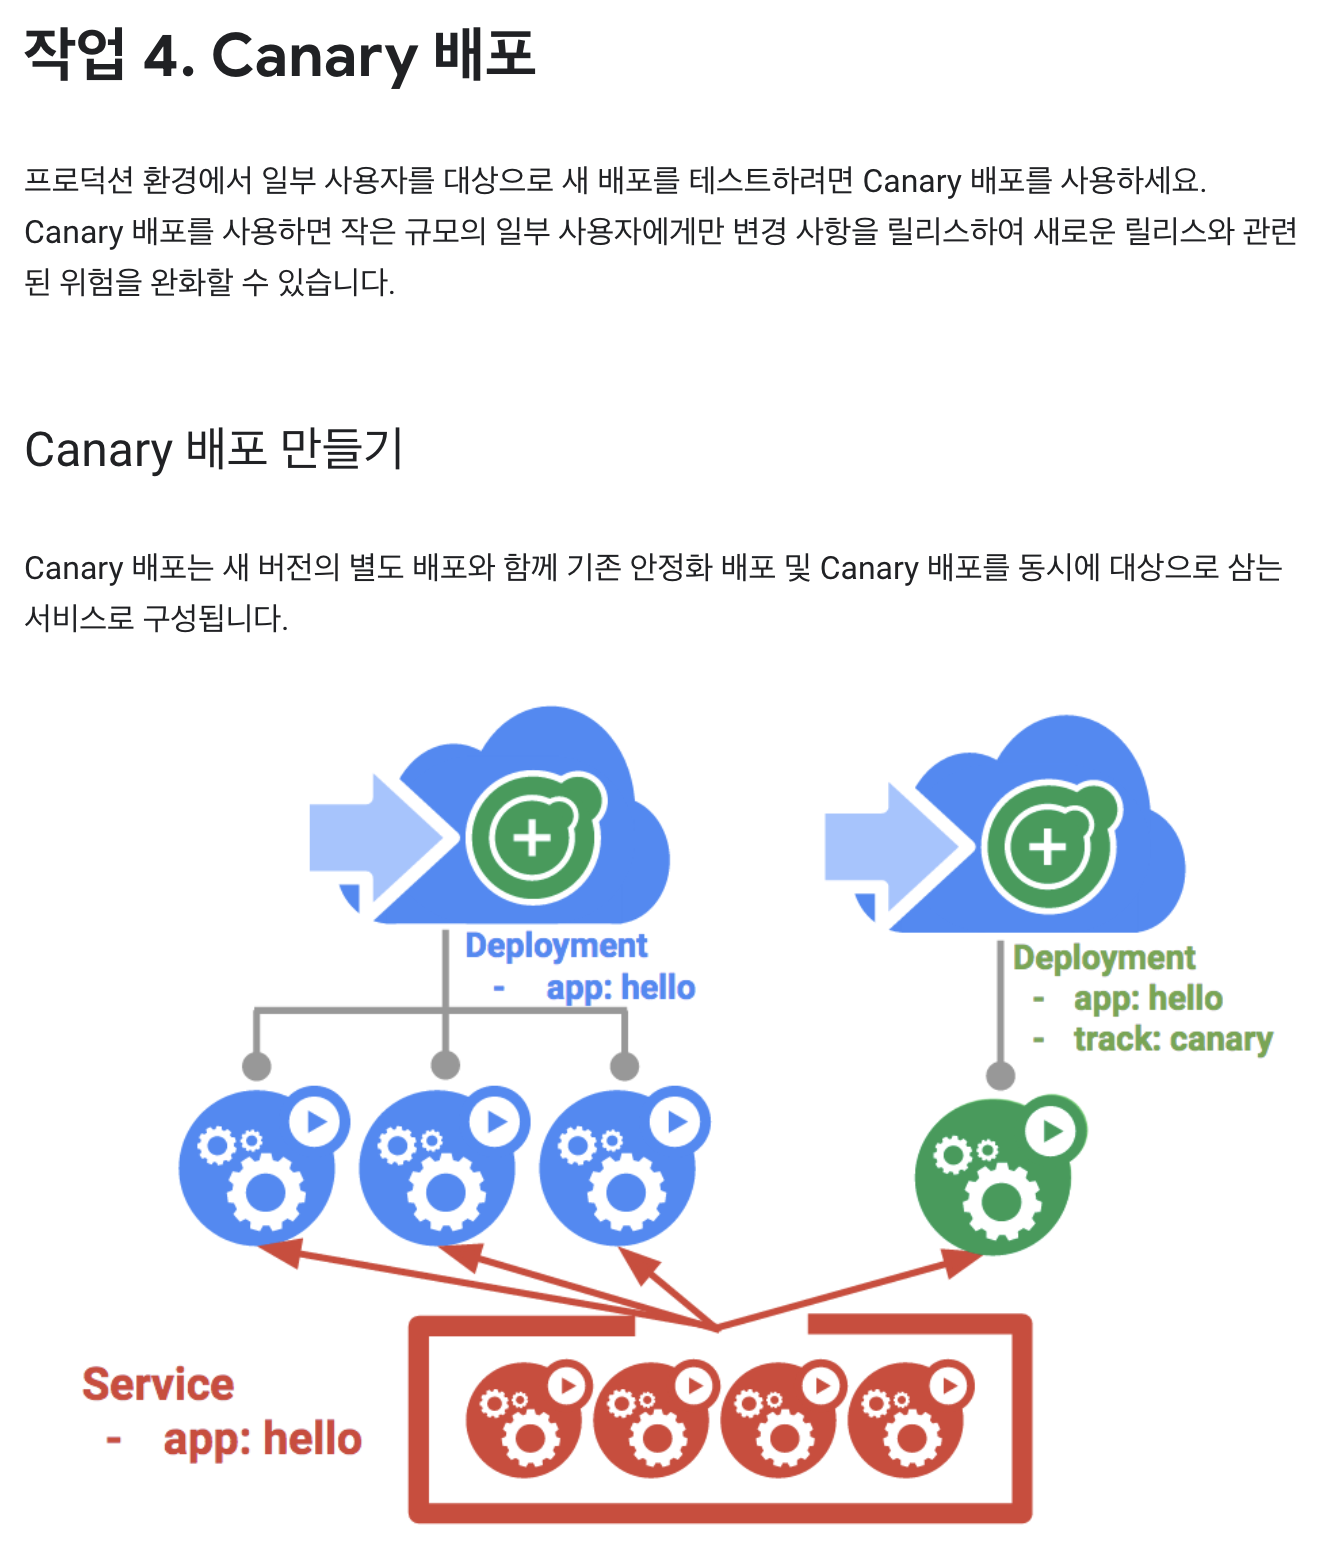 작업 4. Canary 배포
프로덕션 환경에서 일부 사용자를 대상으로 새 배포를 테스트하려면 Canary 배포를 사용하세요.
Canary 배포를 사용하면 작은 규모의 일부 사용자에게만 변경 사항을 릴리스하여 새로운 릴리스와 관련
된 위험을 완화할 수 있습니다.
Canary 배포 만들기
Canary 배포는 새 버전의 별도 배포와 함께 기존 안정화 배포 및 Canary 배포를 동시에 대상으로 삼는
서비스로 구성됩니다.
Deployment
- app: hello
Deployment
- app: hello
- track: canary
Service
- app: hello